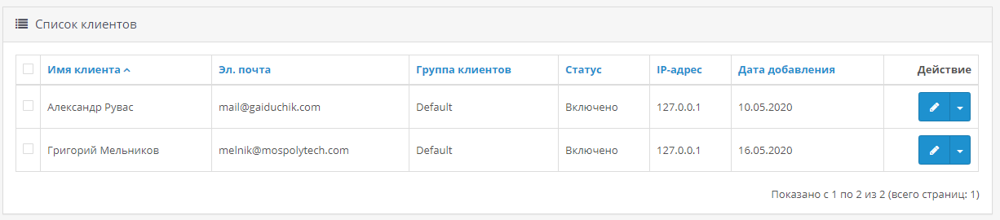 Список клиентов
Имя клиента Эл. почта Группа клиентов Статус IP-адрес Дата добавления Действие
Александр Рувас mail@gaiduchik.com Default Включено 127.0.0.1 10.05.2020
Григорий Мельников melnik@mospolytech.com Default Включено 127.0.0.1 16.05.2020
Показано с 1 по 2 из 2 (всего страниц: 1)